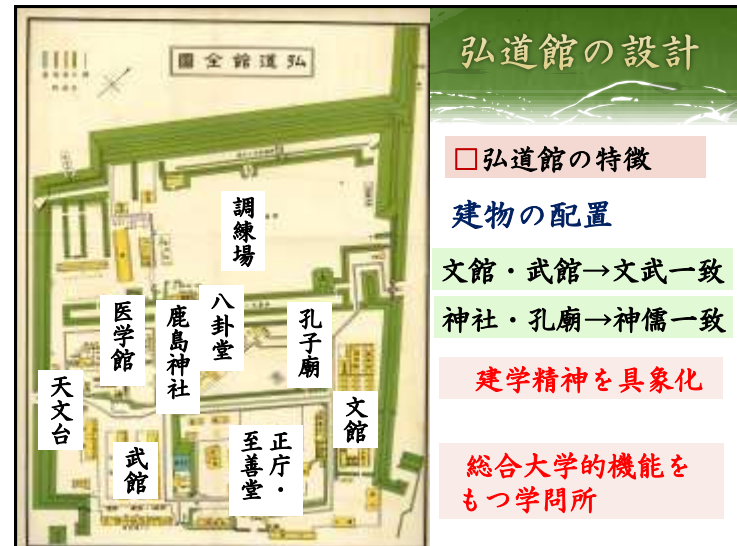 圖全館道弘
調練場
八卦堂
医学館
鹿島神社
孔子廟
天文台
文館
武館
正庁・
至善堂
弘道館の設計
□弘道館の特徴
建物の配置
文館・武館→文武一致
神社・孔廟→神儒一致
建学精神を具象化
総合大学的機能を
もつ学問所